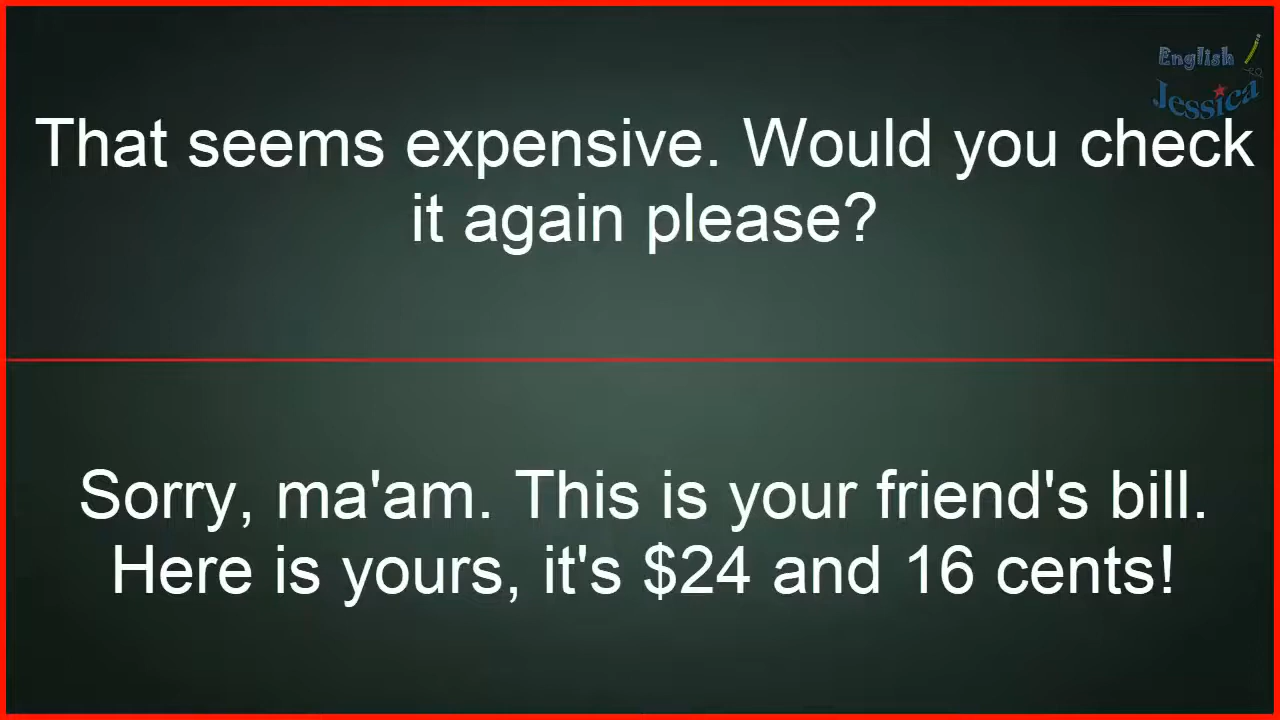 English
Jessica
That seems expensive. Would you check
it again please?
Sorry, ma'am. This is your friend's bill.
Here is yours, it's $24 and 16 cents!